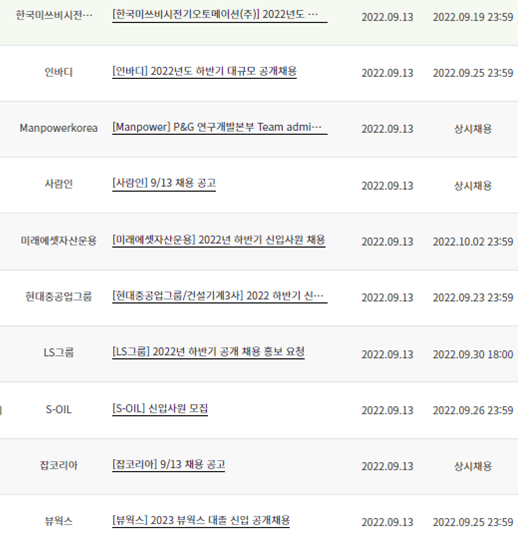 한국미쓰비시전… [한국미쓰비시전기오토메이션(주)] 2022년도 … 2022.09.13 2022.09.19 23:59
인바디 [인바디] 2022년도 하반기 대규모 공개채용 2022.09.13 2022.09.25 23:59
Manpowerkorea [Manpower] P&G 연구개발본부 Team admi… 2022.09.13 상시채용
사람인 [사람인] 9/13 채용 공고 2022.09.13 상시채용
미래에셋자산운용 [미래에셋자산운용] 2022년 하반기 신입사원 채용 2022.09.13 2022.10.02 23:59
현대중공업그룹 [현대중공업그룹/건설기계3사] 2022 하반기 신… 2022.09.13 2022.09.23 23:59
LS그룹 [LS그룹] 2022년 하반기 공개 채용 홍보 요청 2022.09.13 2022.09.30 18:00
S-OIL [S-OIL] 신입사원 모집 2022.09.13 2022.09.26 23:59
잡코리아 [잡코리아] 9/13 채용 공고 2022.09.13 상시채용
뷰웍스 [뷰웍스] 2023 뷰웍스 대졸 신입 공개채용 2022.09.13 2022.09.25 23:59